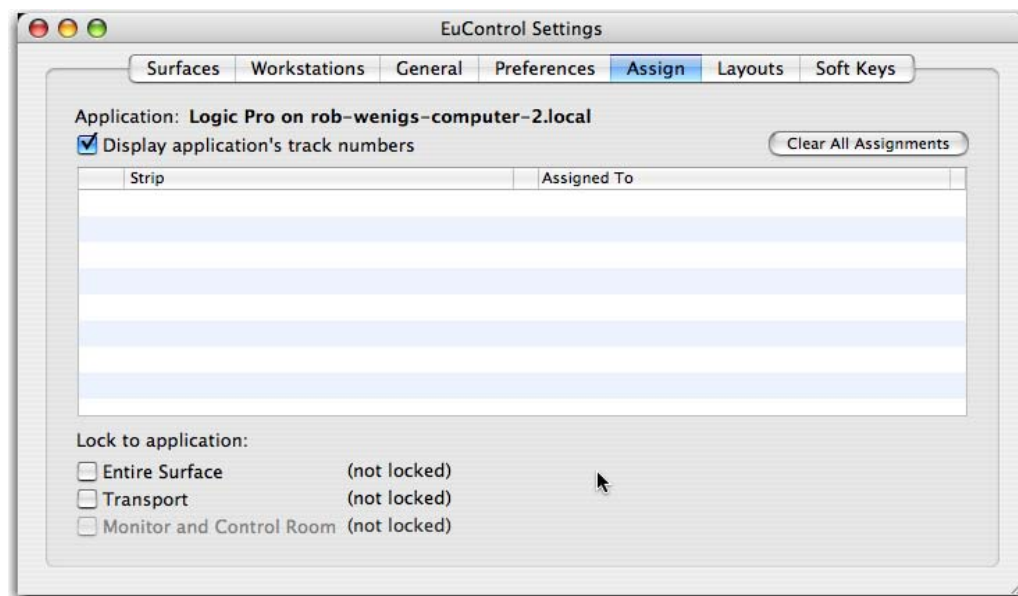 EuControl Settings
Surfaces Workstations General Preferences Assign Layouts Soft Keys
Application: Logic Pro on rob-wenigs-computer-2.local
Display application's track numbers
Clear All Assignments
Strip Assigned To
Lock to application:
Entire Surface (not locked)
Transport (not locked)
Monitor and Control Room (not locked)